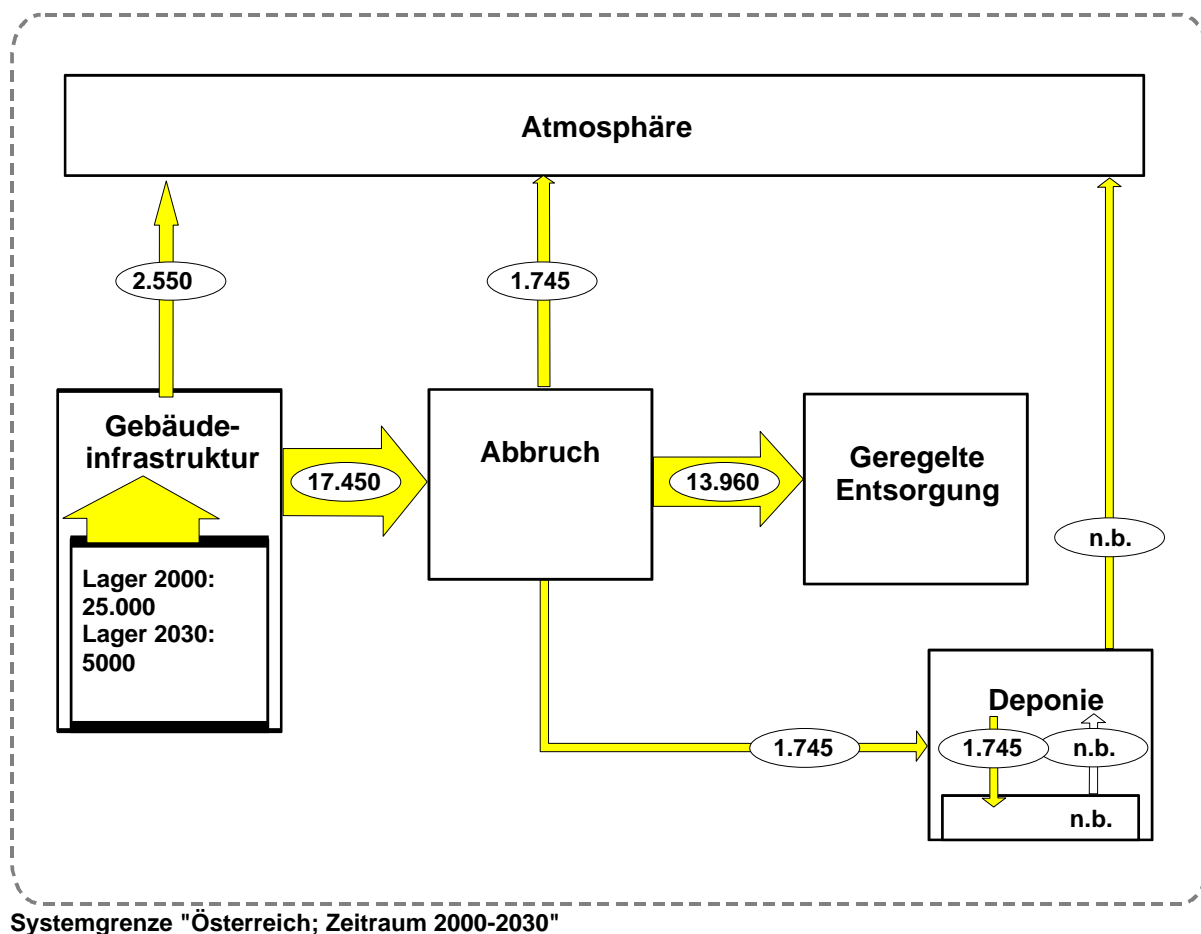 Atmosphäre
2.550
1.745
Gebäude-
infrastruktur
17.450
Abbruch
13.960
Geregelte
Entsorgung
Lager 2000:
25.000
Lager 2030:
5000
n.b.
1.745
Deponie
1.745
n.b.
n.b.
Systemgrenze "Österreich; Zeitraum 2000-2030"